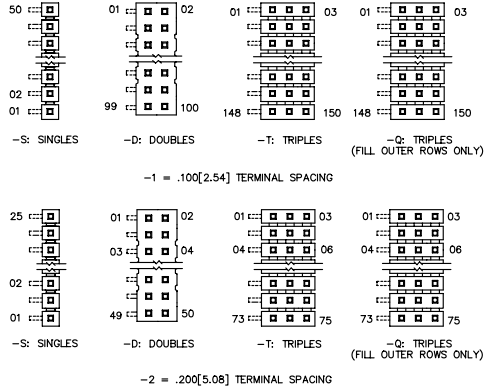 50 01 02 01 03 01 03
02
01 99 100 148 150 148 150
-S: SINGLES -D: DOUBLES -T: TRIPLES -Q: TRIPLES
(FILL OUTER ROWS ONLY)
-1 = .100[2.54] TERMINAL SPACING
25 01 02 01 03 01 03
03 04 04 06 04 06
02
01 49 50 73 75 73 75
-S: SINGLES -D: DOUBLES -T: TRIPLES -Q: TRIPLES
(FILL OUTER ROWS ONLY)
-2 = .200[5.08] TERMINAL SPACING